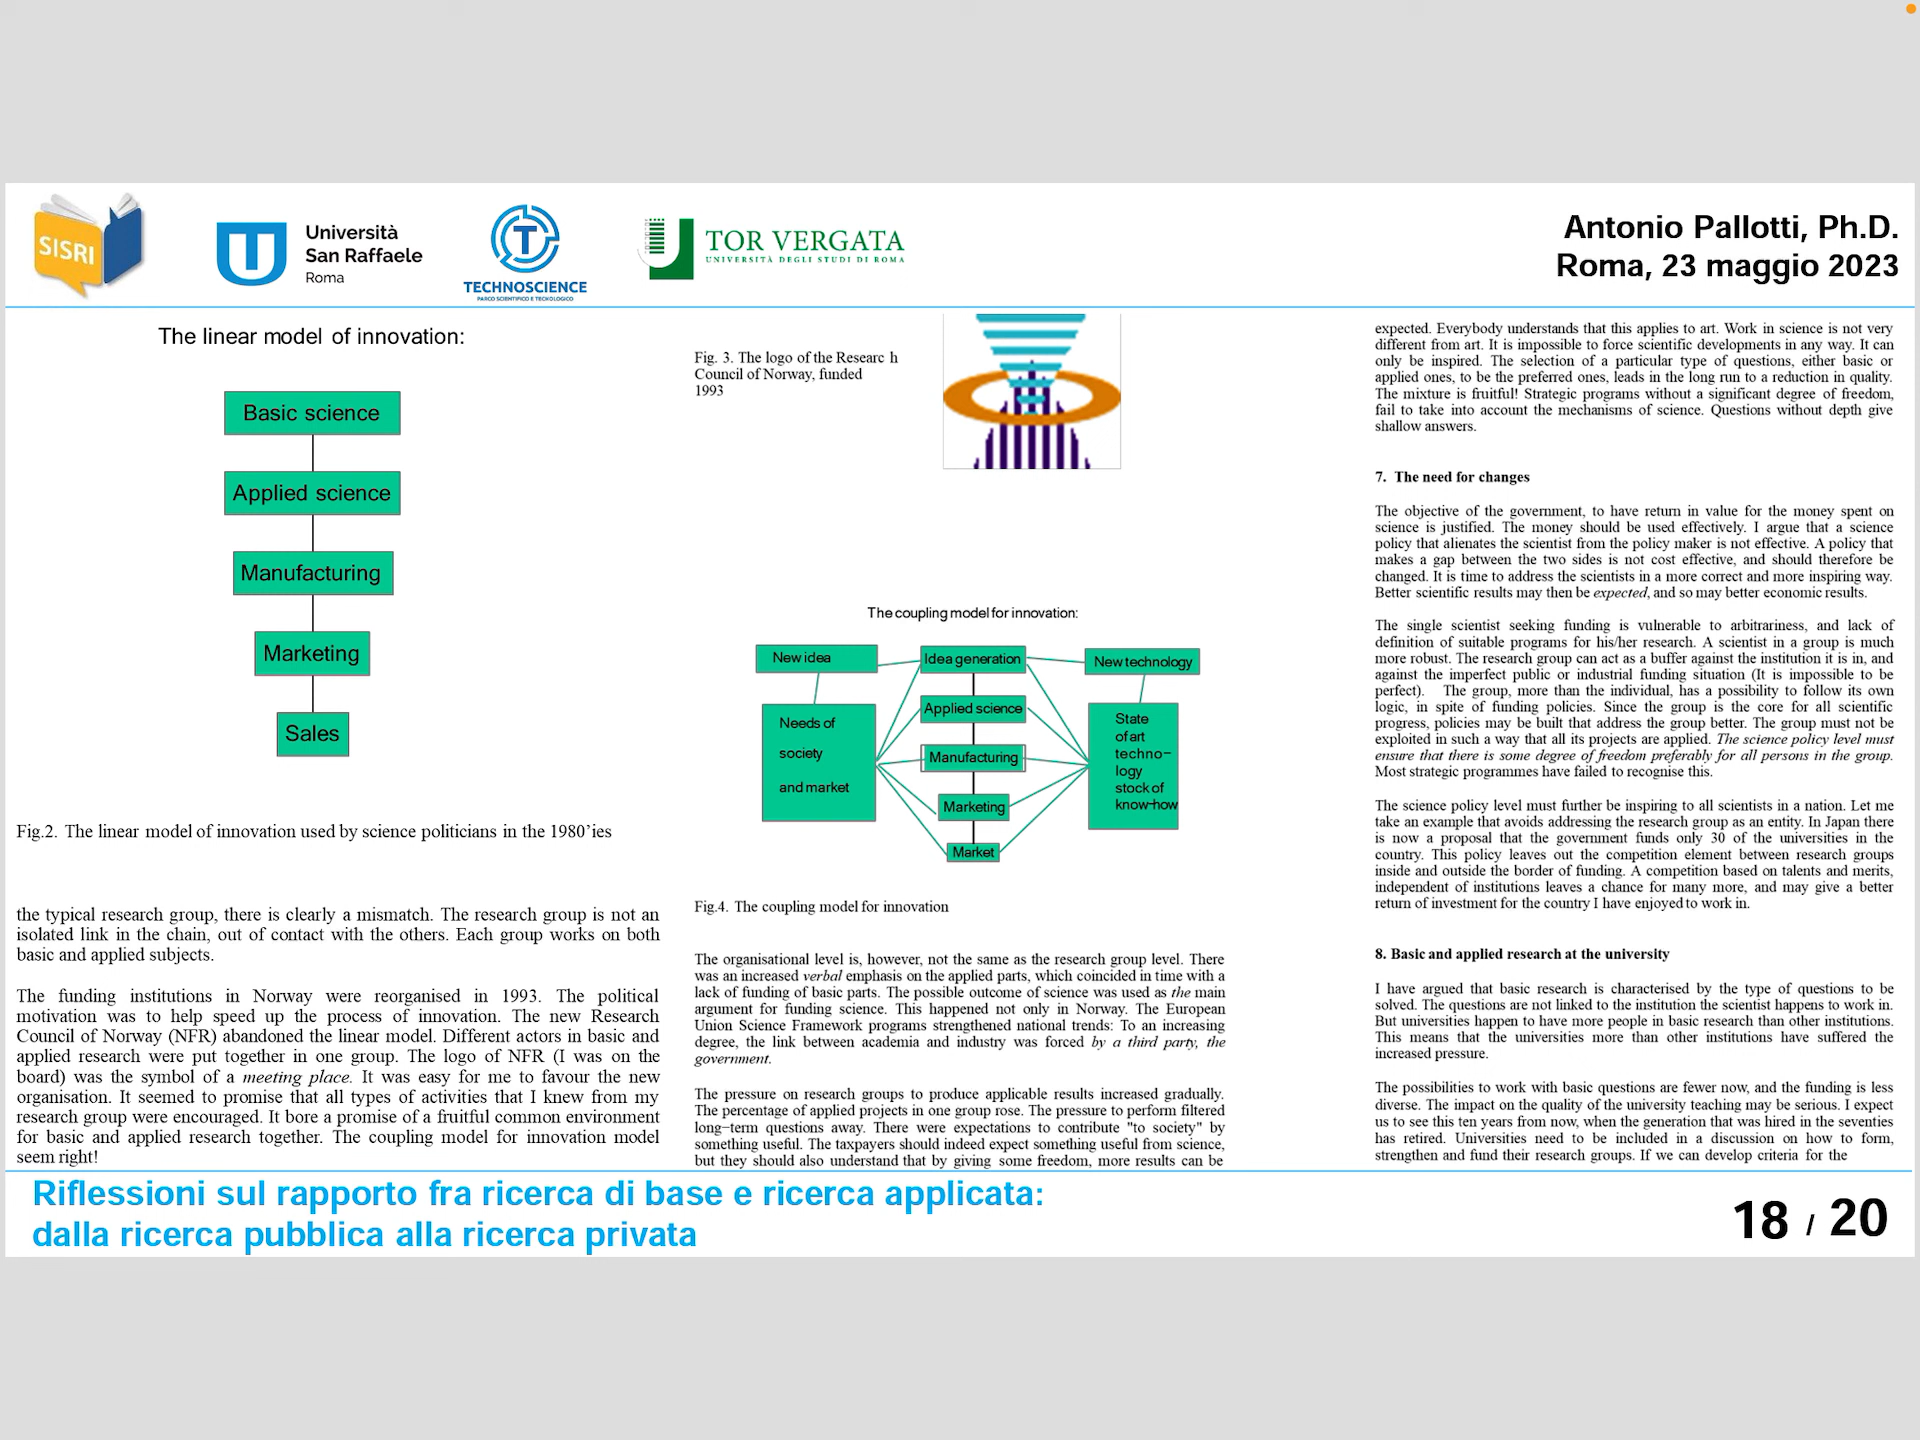 SISRI
Università
San Raffaele
Roma
T
TECHNOSCIENCE
PARCO SCIENTIFICO E TECNOLOGICO
TOR VERGATA
UNIVERSITÀ DEGLI STUDI DI ROMA
Antonio Pallotti, Ph.D.
Roma, 23 maggio 2023
The linear model of innovation:
Basic science
Applied science
Manufacturing
Marketing
Sales
Fig.2. The linear model of innovation used by science politicians in the 1980’ies
the typical research group, there is clearly a mismatch. The research group is not an
isolated link in the chain, out of contact with the others. Each group works on both
basic and applied subjects.
The funding institutions in Norway were reorganised in 1993. The political
motivation was to help speed up the process of innovation. The new Research
Council of Norway (NFR) abandoned the linear model. Different actors in basic and
applied research were put together in one group. The logo of NFR (I was on the
board) was the symbol of a meeting place. It was easy for me to favour the new
organisation. It seemed to promise that all types of activities that I knew from my
research group were encouraged. It bore a promise of a fruitful common environment
for basic and applied research together. The coupling model for innovation model
seem right!
Fig. 3. The logo of the Researc h
Council of Norway, funded
1993
The coupling model for innovation:
New idea
Idea generation
New technology
Needs of
society
and market
Applied science
Manufacturing
Marketing
Market
State
of art
techno-
logy
stock of
know-how
Fig.4. The coupling model for innovation
The organisational level is, however, not the same as the research group level. There
was an increased verbal emphasis on the applied parts, which coincided in time with a
lack of funding of basic parts. The possible outcome of science was used as the main
argument for funding science. This happened not only in Norway. The European
Union Science Framework programs strengthened national trends: To an increasing
degree, the link between academia and industry was forced by a third party, the
government.
The pressure on research groups to produce applicable results increased gradually.
The percentage of applied projects in one group rose. The pressure to perform filtered
long-term questions away. There were expectations to contribute "to society" by
something useful. The taxpayers should indeed expect something useful from science,
but they should also understand that by giving some freedom, more results can be
expected. Everybody understands that this applies to art. Work in science is not very
different from art. It is impossible to force scientific developments in any way. It can
only be inspired. The selection of a particular type of questions, either basic or
applied ones, to be the preferred ones, leads in the long run to a reduction in quality.
The mixture is fruitful! Strategic programs without a significant degree of freedom,
fail to take into account the mechanisms of science. Questions without depth give
shallow answers.
7. The need for changes
The objective of the government, to have return in value for the money spent on
science is justified. The money should be used effectively. I argue that a science
policy that alienates the scientist from the policy maker is not effective. A policy that
makes a gap between the two sides is not cost effective, and should therefore be
changed. It is time to address the scientists in a more correct and more inspiring way.
Better scientific results may then be expected, and so may better economic results.
The single scientist seeking funding is vulnerable to arbitrariness, and lack of
definition of suitable programs for his/her research. A scientist in a group is much
more robust. The research group can act as a buffer against the institution it is in, and
against the imperfect public or industrial funding situation (It is impossible to be
perfect). The group, more than the individual, has a possibility to follow its own
logic, in spite of funding policies. Since the group is the core for all scientific
progress, policies may be built that address the group better. The group must not be
exploited in such a way that all its projects are applied. The science policy level must
ensure that there is some degree of freedom preferably for all persons in the group.
Most strategic programmes have failed to recognise this.
The science policy level must further be inspiring to all scientists in a nation. Let me
take an example that avoids addressing the research group as an entity. In Japan there
is now a proposal that the government funds only 30 of the universities in the
country. This policy leaves out the competition element between research groups
inside and outside the border of funding. A competition based on talents and merits,
independent of institutions leaves a chance for many more, and may give a better
return of investment for the country I have enjoyed to work in.
8. Basic and applied research at the university
I have argued that basic research is characterised by the type of questions to be
solved. The questions are not linked to the institution the scientist happens to work in.
But universities happen to have more people in basic research than other institutions.
This means that the universities more than other institutions have suffered the
increased pressure.
The possibilities to work with basic questions are fewer now, and the funding is less
diverse. The impact on the quality of the university teaching may be serious. I expect
us to see this ten years from now, when the generation that was hired in the seventies
has retired. Universities need to be included in a discussion on how to form,
strengthen and fund their research groups. If we can develop criteria for the
Riflessioni sul rapporto fra ricerca di base e ricerca applicata:
dalla ricerca pubblica alla ricerca privata
18 / 20